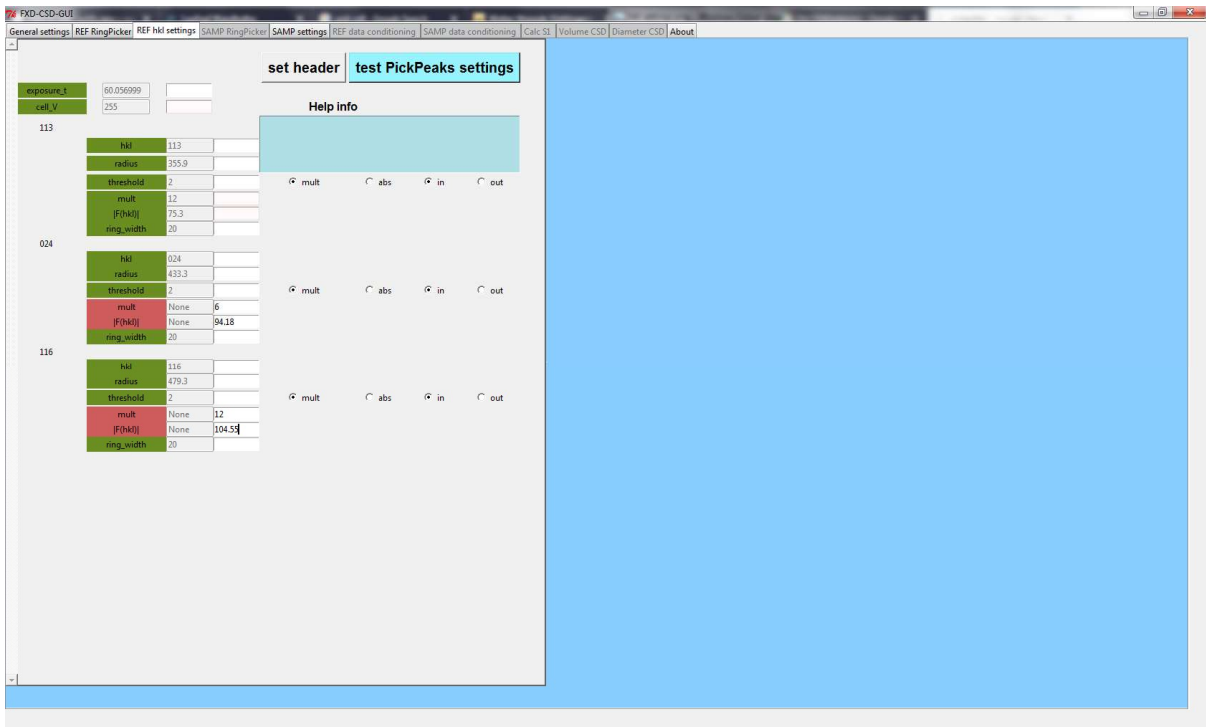 FXD-CSD-GUI
General settings REF RingPicker REF hkl settings SAMP RingPicker SAMP settings REF data conditioning SAMP data conditioning Calc SI Volume CSD Diameter CSD About
set header test PickPeaks settings
exposure_t 60.056999
cell_V 255
Help info
113
hkl 113
radius 355.9
threshold 2 mult abs in out
mult 12
|F(hkl)| 75.3
ring_width 20
024
hkl 024
radius 433.3
threshold 2 mult abs in out
mult None 6
|F(hkl)| None 94.18
ring_width 20
116
hkl 116
radius 479.3
threshold 2 mult abs in out
mult None 12
|F(hkl)| None 104.55
ring_width 20